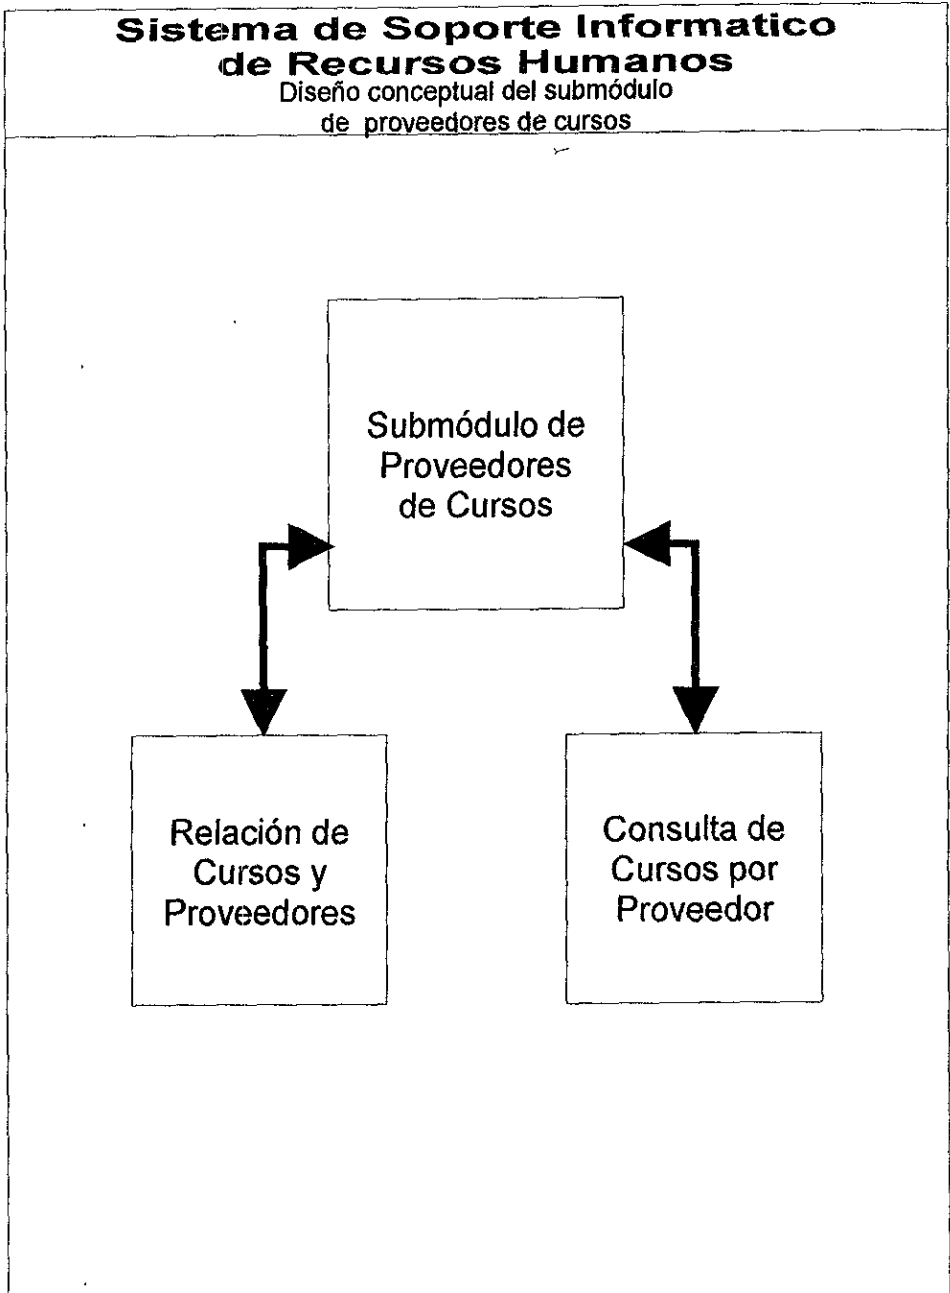 Sistema de Soporte Informatico
de Recursos Humanos
Diseño conceptual del submódulo
de proveedores de cursos
Submódulo de
Proveedores
de Cursos
Relación de
Cursos y
Proveedores
Consulta de
Cursos por
Proveedor